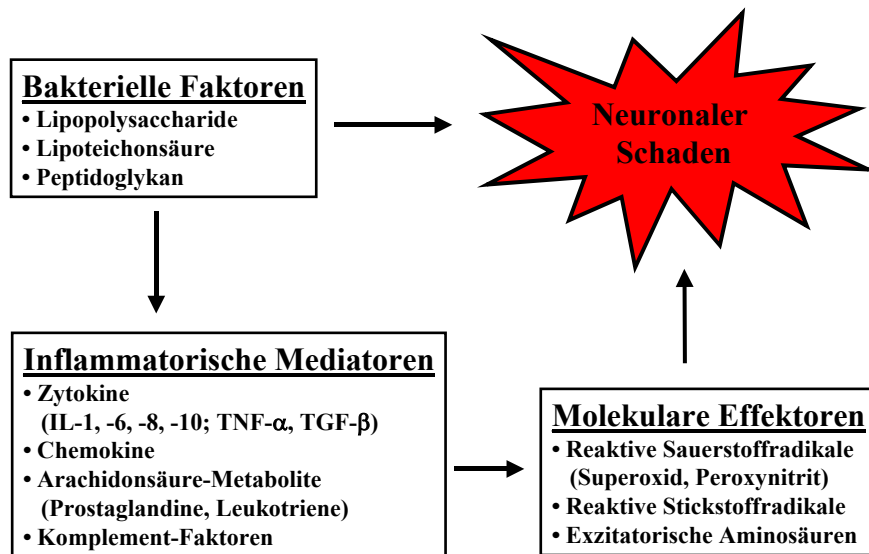 Bakterielle Faktoren
• Lipopolysaccharide
• Lipoteichonsäure
• Peptidoglykan
Neuronaler
Schaden
Inflammatorische Mediatoren
• Zytokine
(IL-1, -6, -8, -10; TNF-α, TGF-β)
• Chemokine
• Arachidonsäure-Metabolite
(Prostaglandine, Leukotriene)
• Komplement-Faktoren
Molekulare Effektoren
• Reaktive Sauerstoffradikale
(Superoxid, Peroxynitrit)
• Reaktive Stickstoffradikale
• Exzitatorische Aminosäuren